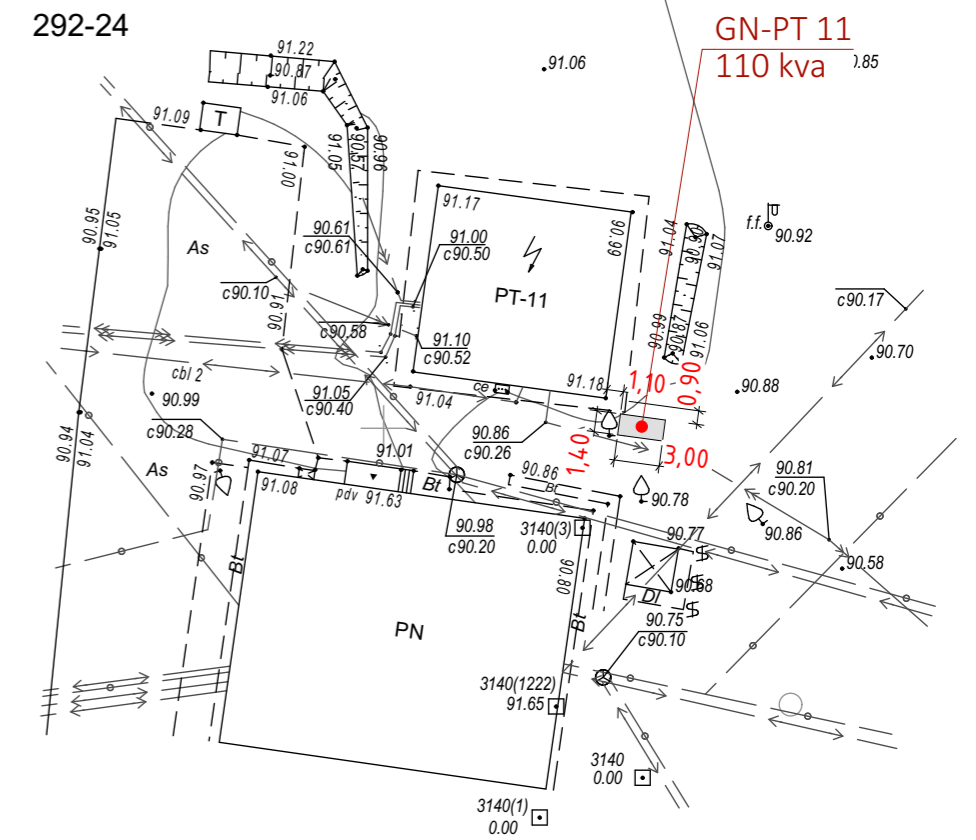 292-24
GN-PT 11
110 kva
91.22
90.87
91.06
91.06
91.09
T
91.00
91.05
90.57
90.96
91.17
90.99
90.95
91.05
As
90.61
c90.61
91.00
c90.50
PT-11
91.04
91.07
f.f.
90.92
c90.10
90.91
c90.58
91.10
c90.52
90.99
90.87
91.06
c90.17
90.70
cbl 2
90.99
91.05
c90.40
91.04
ce
91.18
1,10
0,90
90.88
c90.28
90.94
91.04
As
90.97
91.07
91.01
90.86
c90.26
1,40
3,00
90.81
c90.20
91.08
pdv
91.63
Bt
90.86
Bt
90.78
90.86
90.98
c90.20
3140(3)
0.00
90.77
90.58
90.80
90.68
Dl
Bt
Bt
PN
90.75
c90.10
3140(1222)
91.65
3140
0.00
3140(1)
0.00